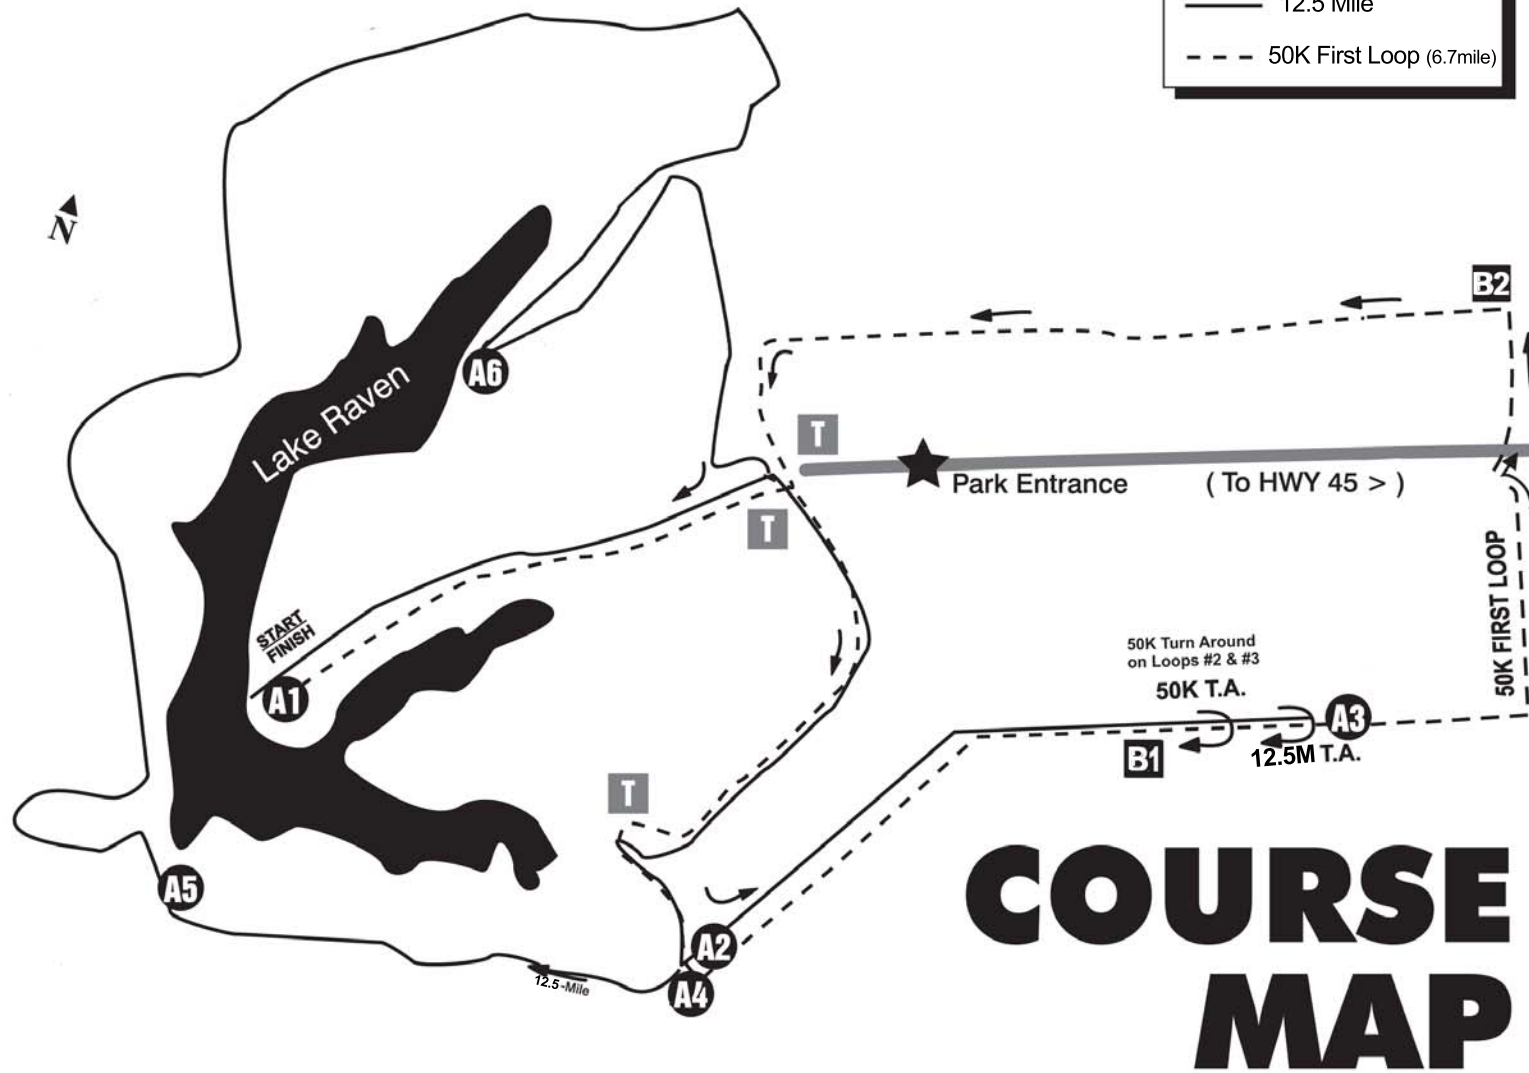 12.5 Mile
50K First Loop (6.7mile)
N
B2
A6
Lake Raven
T
Park Entrance
( To HWY 45 > )
T
START
FINISH
A1
50K FIRST LOOP
50K Turn Around
on Loops #2 & #3
50K T.A.
A3
B1
12.5M T.A.
T
A5
A2
12.5-Mile
A4
COURSE
MAP